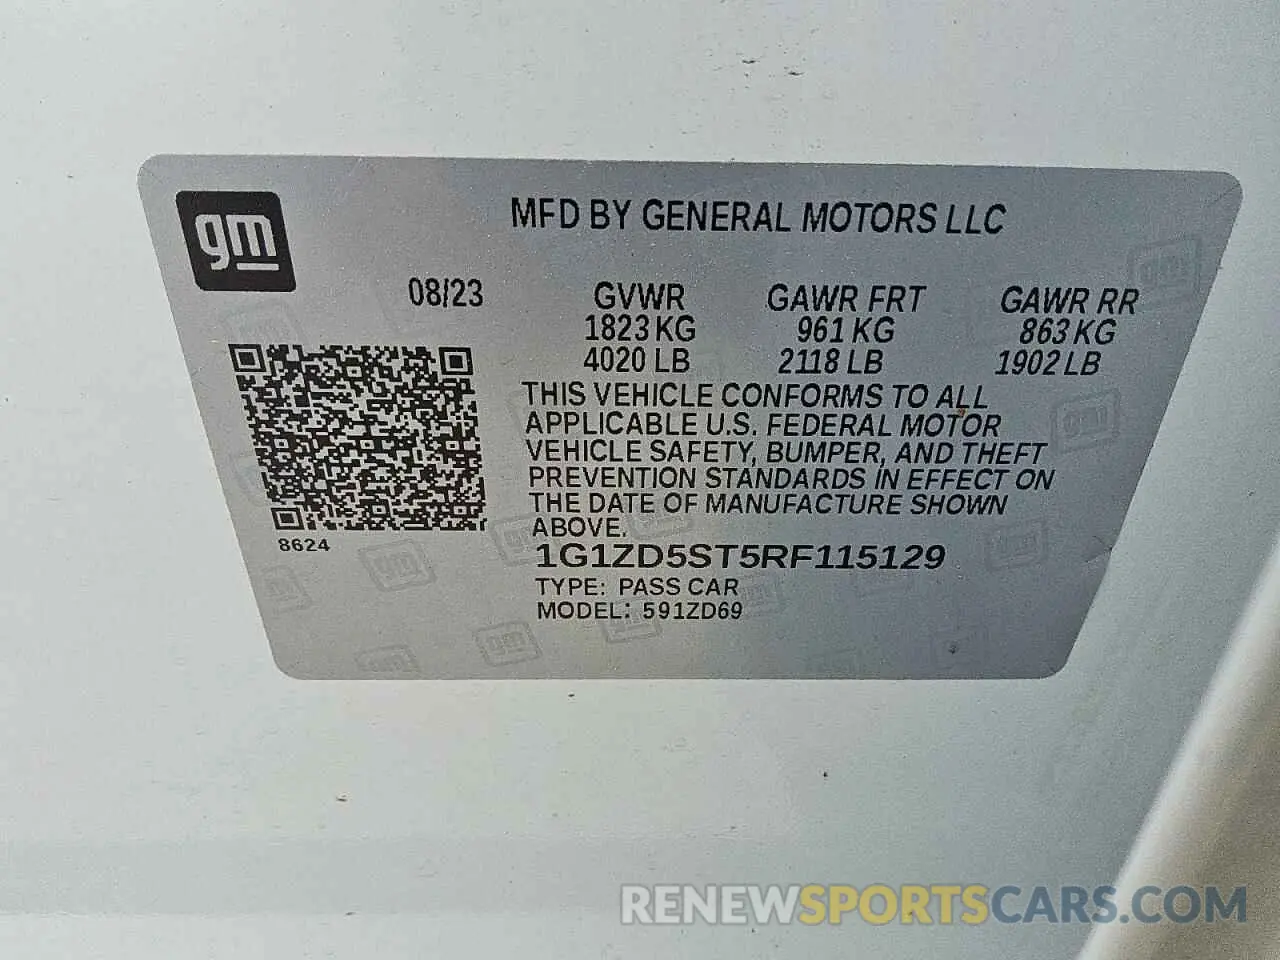 gm
MFD BY GENERAL MOTORS LLC
08/23 GVWR GAWR FRT GAWR RR
1823 KG 961 KG 863 KG
4020 LB 2118 LB 1902 LB
THIS VEHICLE CONFORMS TO ALL
APPLICABLE U.S. FEDERAL MOTOR
VEHICLE SAFETY, BUMPER, AND THEFT
PREVENTION STANDARDS IN EFFECT ON
THE DATE OF MANUFACTURE SHOWN
ABOVE.
8624
1G1ZD5ST5RF115129
TYPE: PASS CAR
MODEL: 591ZD69
RENEWSPORTSCARS.COM